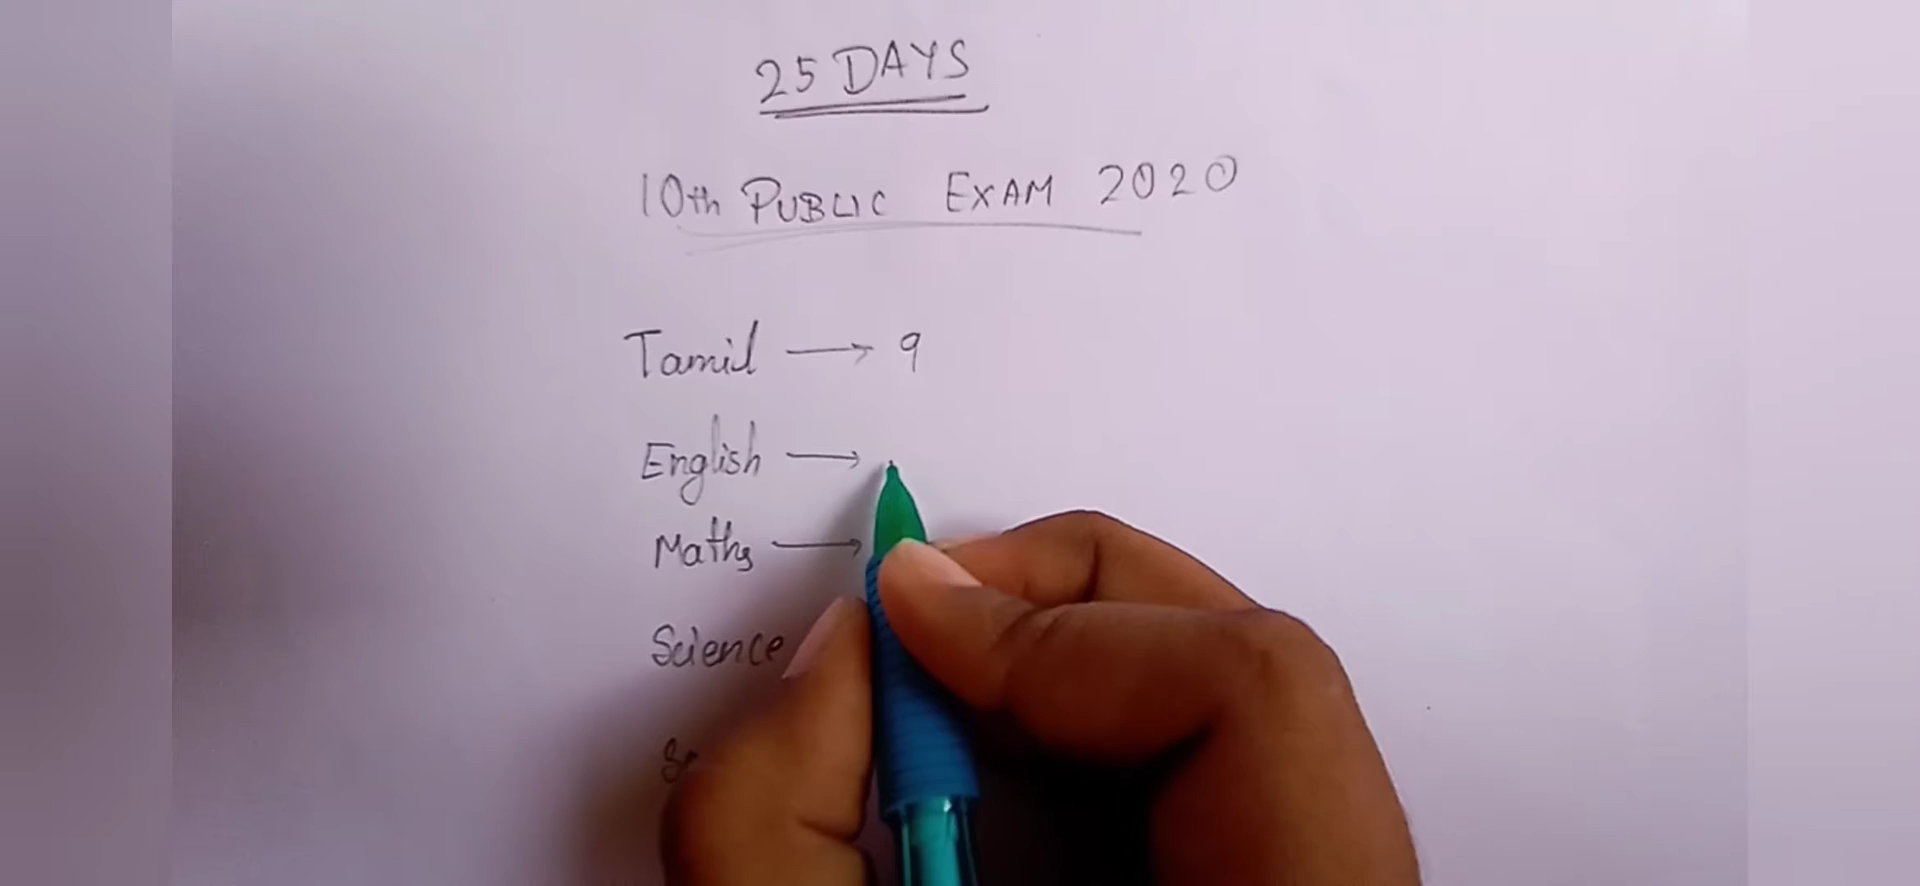 25 DAYS
10th PUBLIC EXAM 2020
Tamil → 9
English →
Maths →
Science